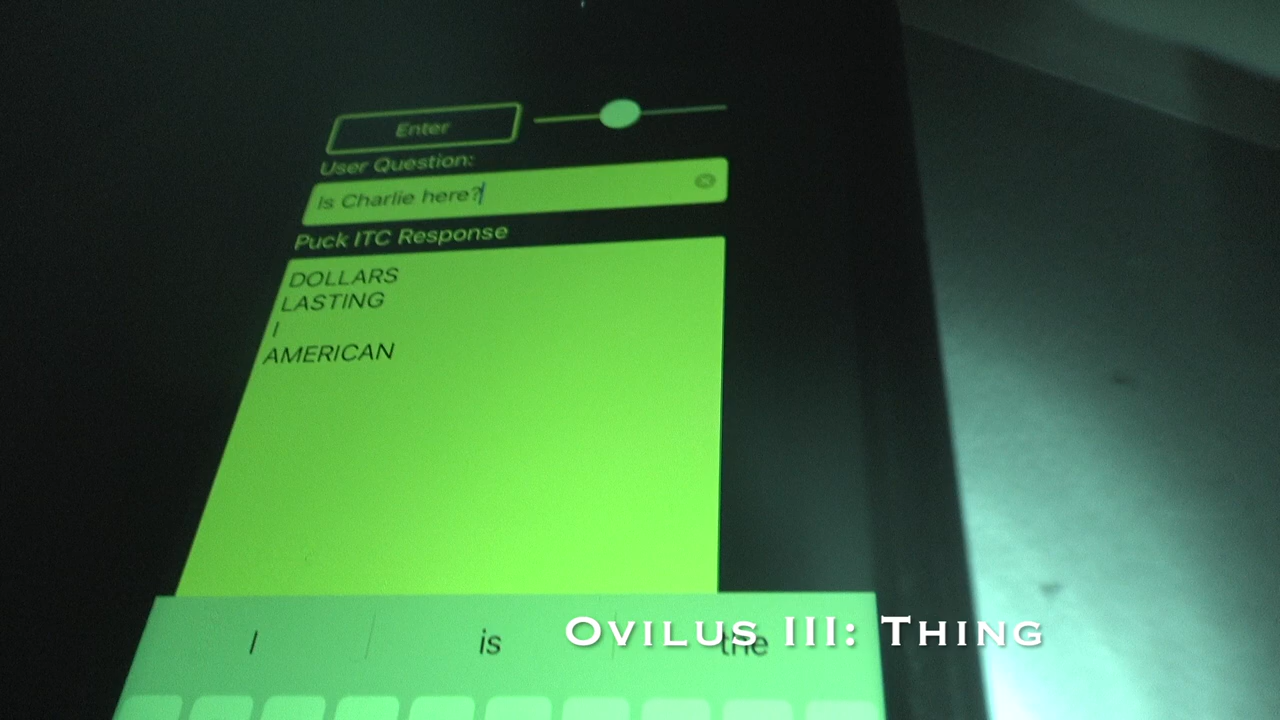 Enter
User Question:
Is Charlie here?
Puck ITC Response
DOLLARS
LASTING
I
AMERICAN
I is the
Ovilus III: Thing